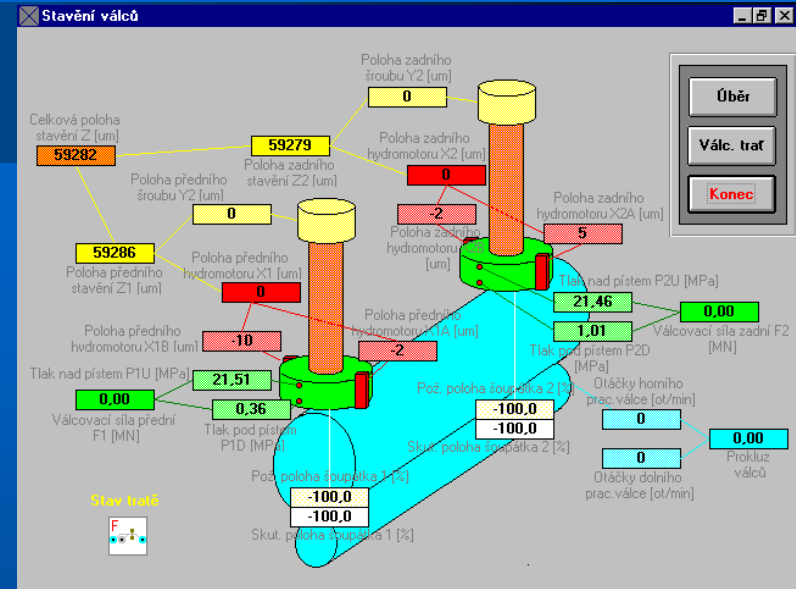 Stavění válců
Poloha zadního
šroubu Y2 [um]
0
Celková poloha
stavění Z [um]
59282
59279
Poloha zadního
stavění Z2 [um]
Poloha zadního
hydromotoru X2 [um]
0
Poloha předního
šroubu Y2 [um]
0
-2
Poloha zadního
hydromotoru X2B
[um]
Poloha zadního
hydromotoru X2A [um]
5
59286
Poloha předního
stavění Z1 [um]
Poloha předního
hydromotoru X1 [um]
0
Tlak nad pístem P2U [MPa]
21,46
1,01
Tlak pod pístem P2D
[MPa]
0,00
Válcovací síla zadní F2
[MN]
Poloha předního
hydromotoru X1B [um]
-10
Poloha předního
hydromotoru X1A [um]
-2
Tlak nad pístem P1U [MPa]
21,51
0,00
Válcovací síla přední
F1 [MN]
0,36
Tlak pod pístem
P1D [MPa]
Pož. poloha šoupátka 2 [%]
-100,0
-100,0
Skut. poloha šoupátka 2 [%]
Otáčky horního
prac.válce [ot/min]
0
0
Otáčky dolního
prac.válce [ot/min]
0,00
Prokluz
válců
Pož. poloha šoupátka 1 [%]
-100,0
-100,0
Skut. poloha šoupátka 1 [%]
Stav tratě
F
Úběr
Válc. trať
Konec